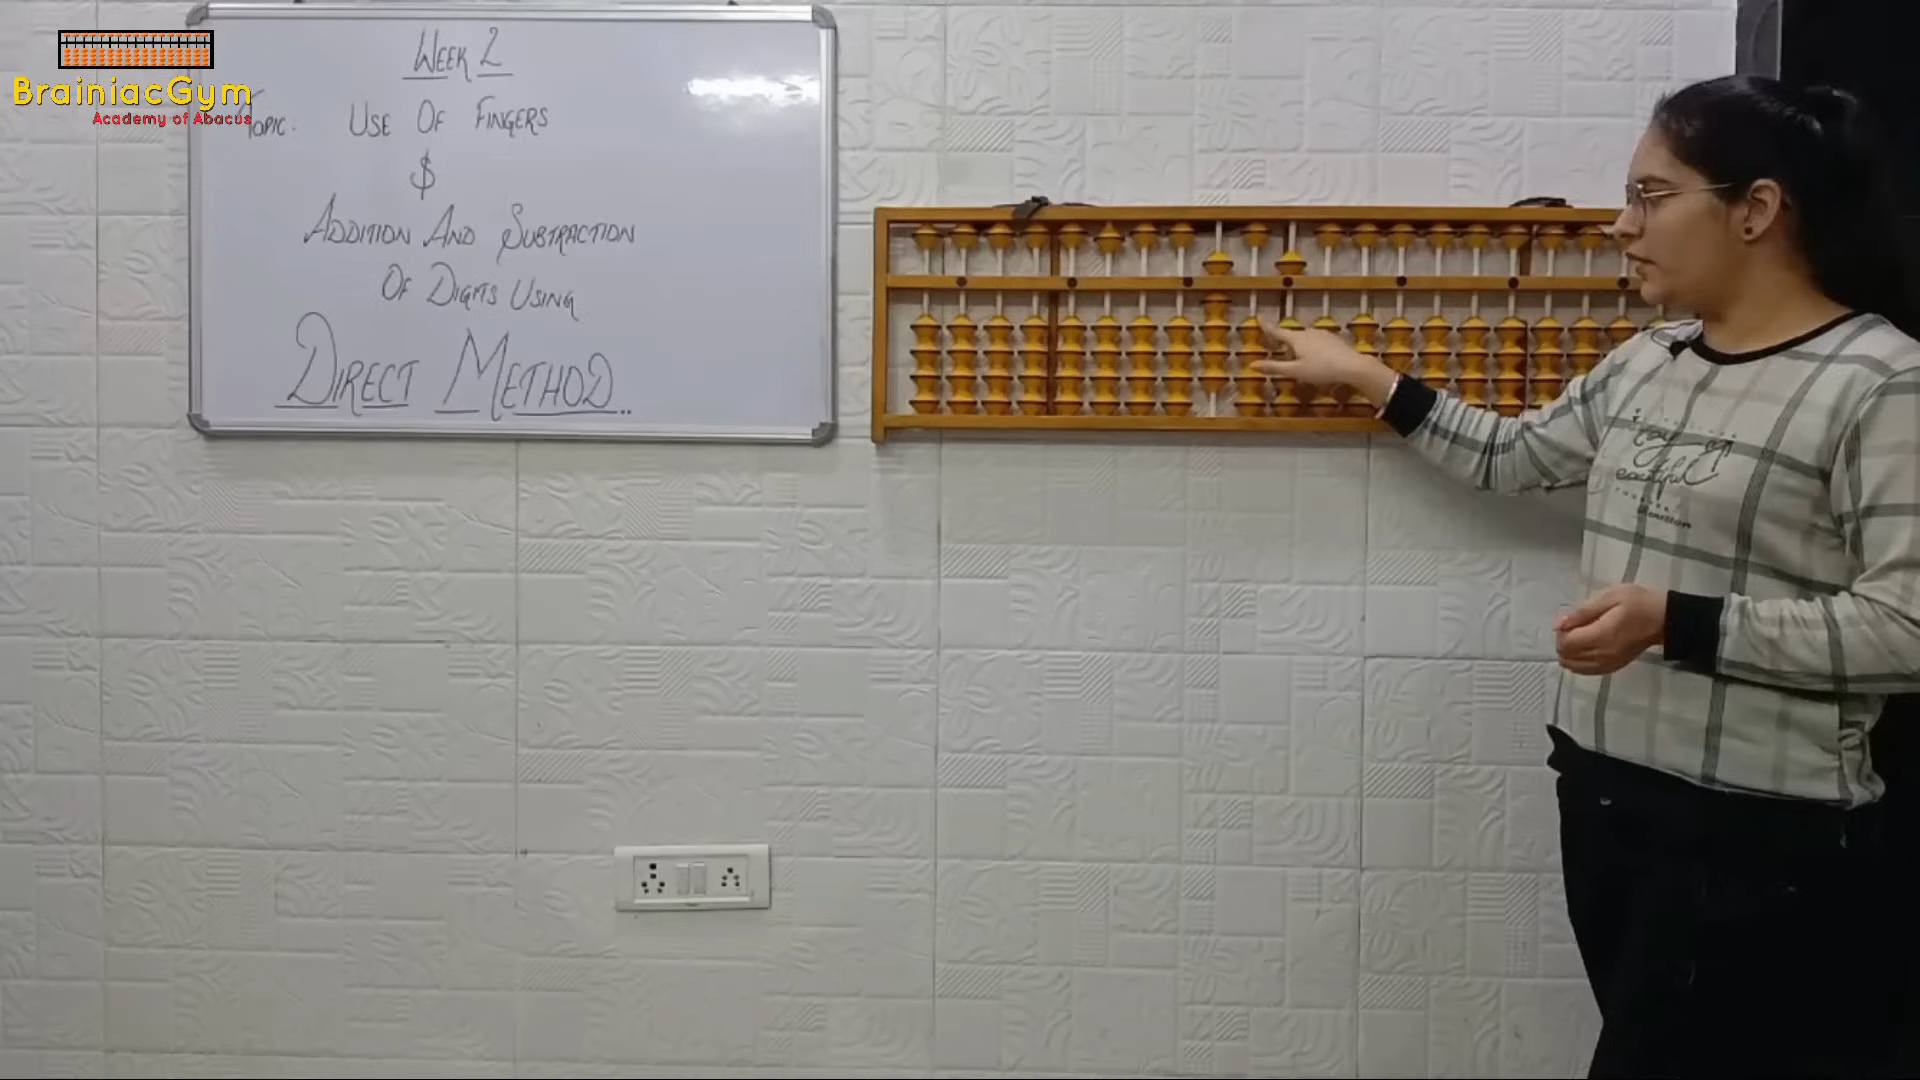 BrainiacGym
Academy of Abacus
WEEK 2
TOPIC: USE OF FINGERS
$
ADDITION AND SUBTRACTION
OF DIGITS USING
DIRECT METHOD..